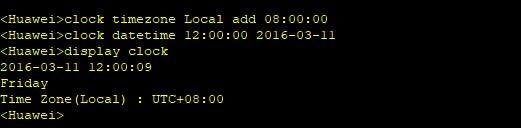 <Huawei>clock timezone Local add 08:00:00
<Huawei>clock datetime 12:00:00 2016-03-11
<Huawei>display clock
2016-03-11 12:00:09
Friday
Time Zone(Local) : UTC+08:00
<Huawei>